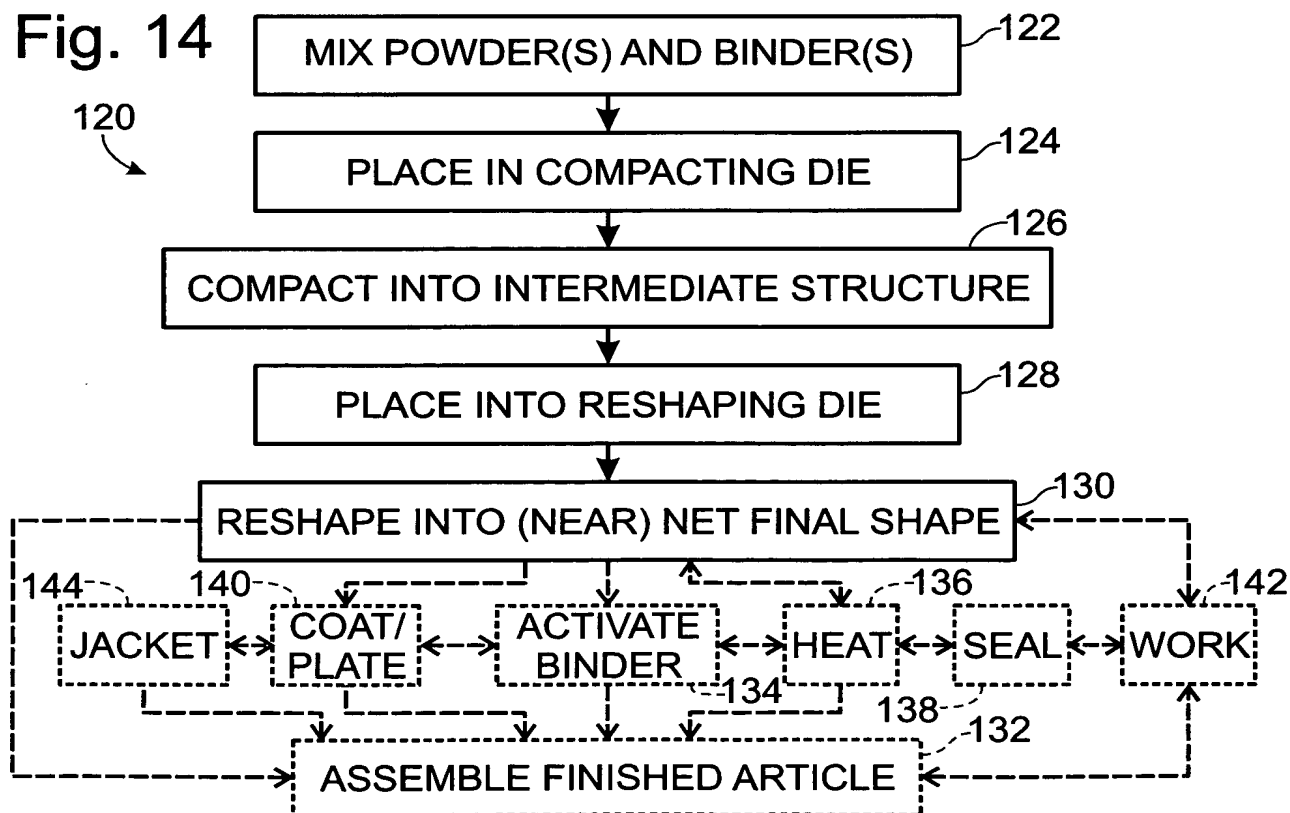 Fig. 14
120
MIX POWDER(S) AND BINDER(S)
122
PLACE IN COMPACTING DIE
124
COMPACT INTO INTERMEDIATE STRUCTURE
126
PLACE INTO RESHAPING DIE
128
RESHAPE INTO (NEAR) NET FINAL SHAPE
130
144
140
136
142
JACKET
COAT/
PLATE
ACTIVATE
BINDER
HEAT
SEAL
WORK
134
138
132
ASSEMBLE FINISHED ARTICLE